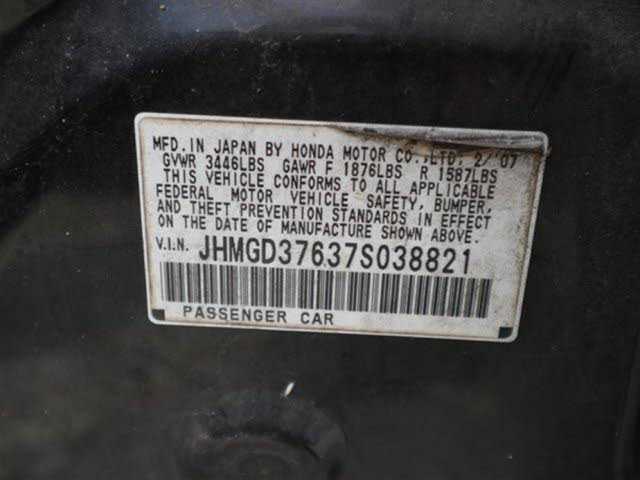 MFD. IN JAPAN BY HONDA MOTOR CO., LTD. 2/'07
GVWR 3446LBS GAWR F 1876LBS R 1587LBS
THIS VEHICLE CONFORMS TO ALL APPLICABLE
FEDERAL MOTOR VEHICLE SAFETY, BUMPER,
AND THEFT PREVENTION STANDARDS IN EFFECT
ON THE DATE OF MANUFACTURE SHOWN ABOVE.
V.I.N. JHMGD37637S038821
PASSENGER CAR